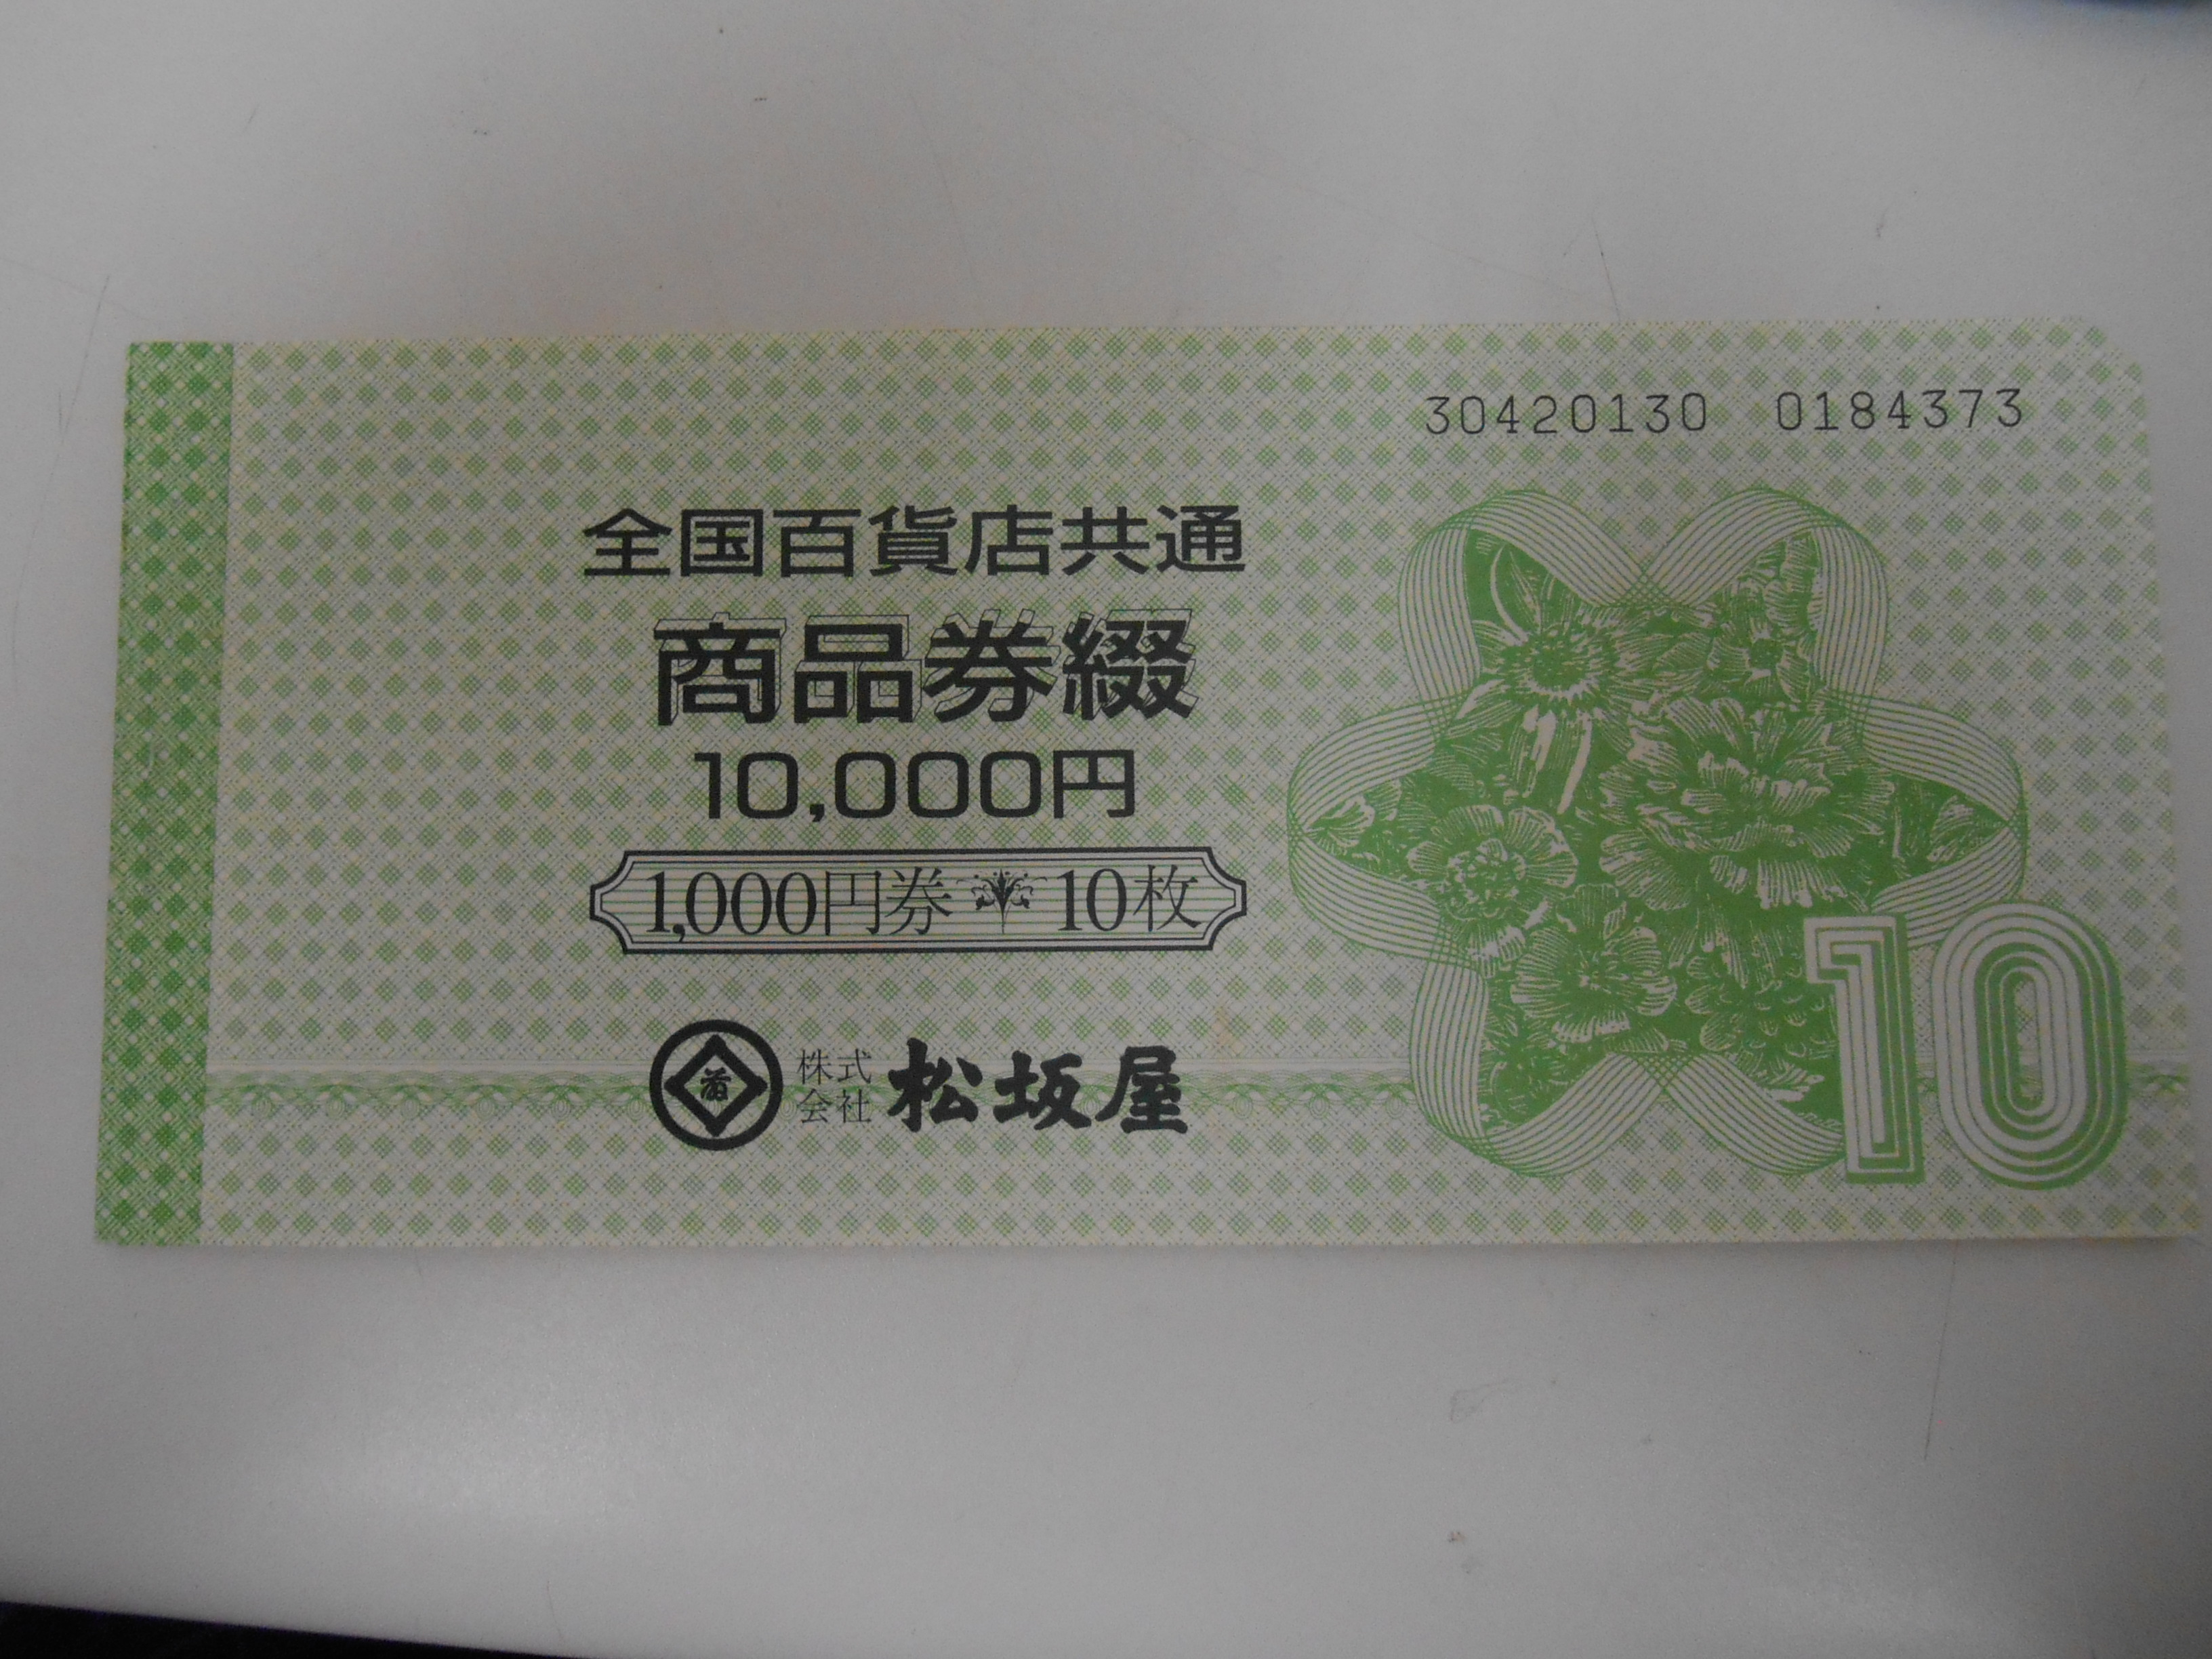 30420130 0184373
全国百貨店共通
商品券綴
10,000円
1,000円券 10枚
株式会社 松坂屋
10